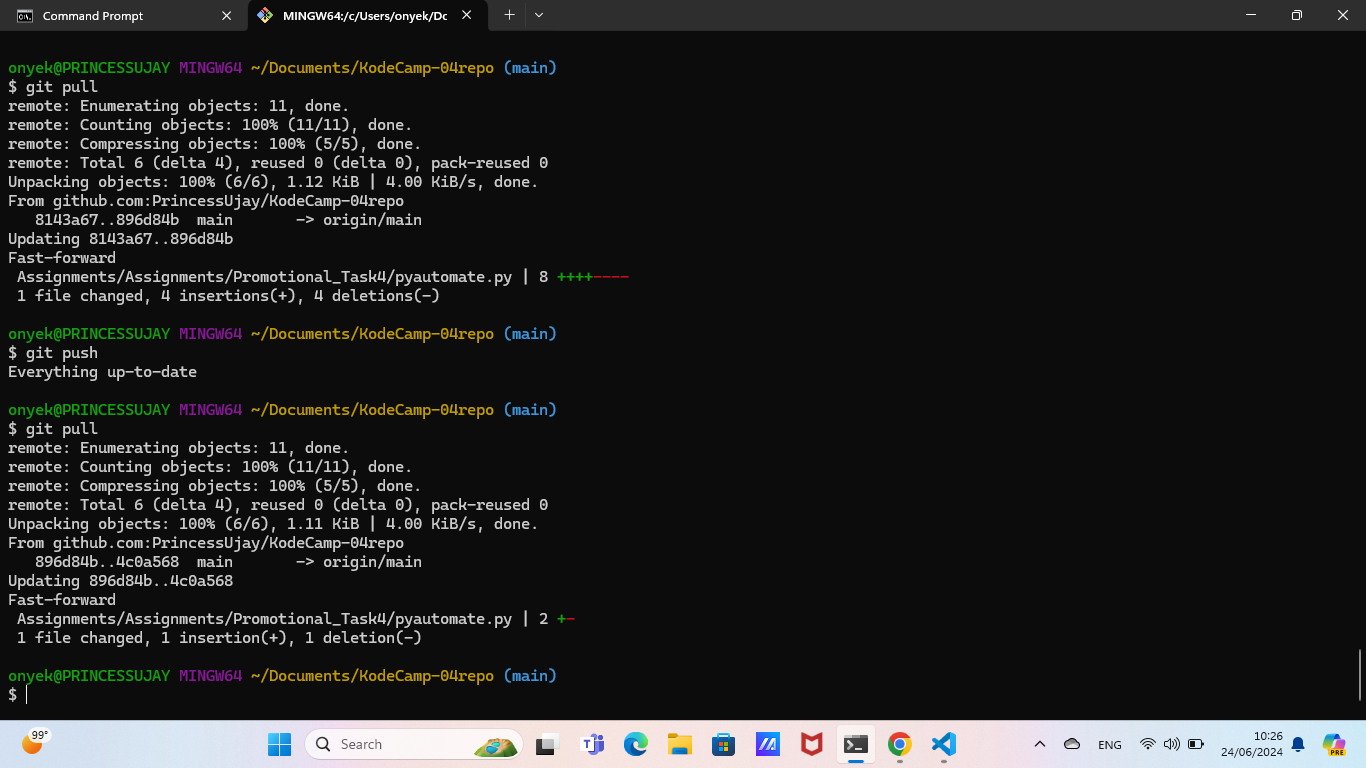 Command Prompt
MINGW64:/c/Users/onyek/Dc
onyek@PRINCESSUJAY MINGW64 ~/Documents/KodeCamp-04repo (main)
$ git pull
remote: Enumerating objects: 11, done.
remote: Counting objects: 100% (11/11), done.
remote: Compressing objects: 100% (5/5), done.
remote: Total 6 (delta 4), reused 0 (delta 0), pack-reused 0
Unpacking objects: 100% (6/6), 1.12 KiB | 4.00 KiB/s, done.
From github.com:PrincessUjay/KodeCamp-04repo
   8143a67..896d84b  main       -> origin/main
Updating 8143a67..896d84b
Fast-forward
 Assignments/Assignments/Promotional_Task4/pyautomate.py | 8 ++++----
 1 file changed, 4 insertions(+), 4 deletions(-)
onyek@PRINCESSUJAY MINGW64 ~/Documents/KodeCamp-04repo (main)
$ git push
Everything up-to-date
onyek@PRINCESSUJAY MINGW64 ~/Documents/KodeCamp-04repo (main)
$ git pull
remote: Enumerating objects: 11, done.
remote: Counting objects: 100% (11/11), done.
remote: Compressing objects: 100% (5/5), done.
remote: Total 6 (delta 4), reused 0 (delta 0), pack-reused 0
Unpacking objects: 100% (6/6), 1.11 KiB | 4.00 KiB/s, done.
From github.com:PrincessUjay/KodeCamp-04repo
   896d84b..4c0a568  main       -> origin/main
Updating 896d84b..4c0a568
Fast-forward
 Assignments/Assignments/Promotional_Task4/pyautomate.py | 2 +-
 1 file changed, 1 insertion(+), 1 deletion(-)
onyek@PRINCESSUJAY MINGW64 ~/Documents/KodeCamp-04repo (main)
$
99°
Search
ENG
10:26
24/06/2024
PRE